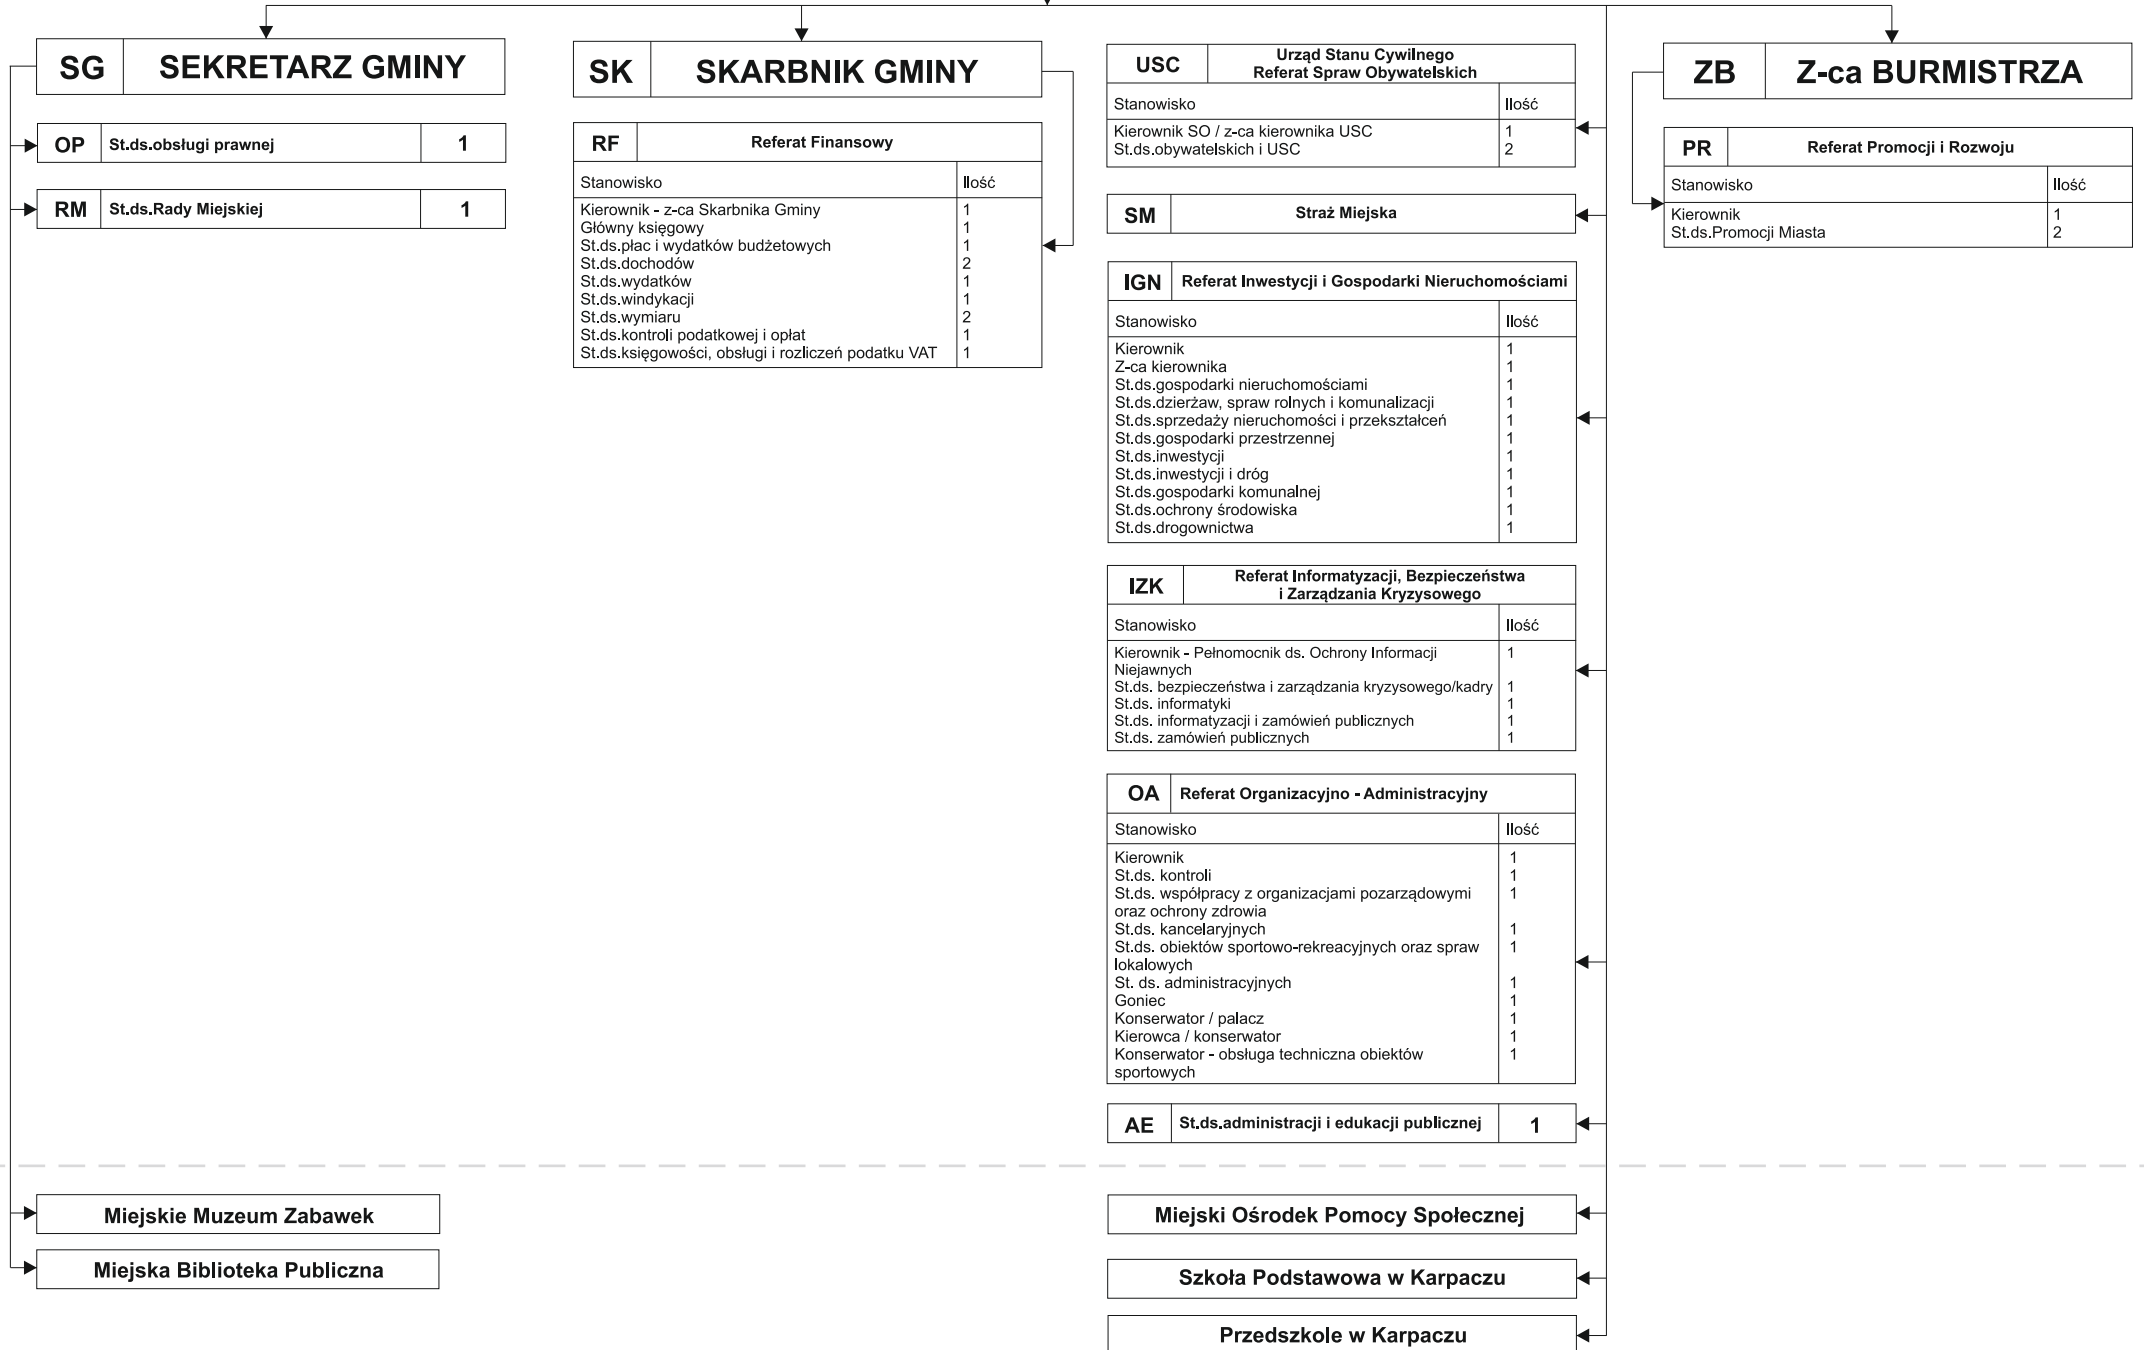 SG SEKRETARZ GMINY
OP St.ds.obsługi prawnej 1
RM St.ds.Rady Miejskiej 1
SK SKARBNIK GMINY
RF Referat Finansowy
Stanowisko Ilość
Kierownik - z-ca Skarbnika Gminy 1
Główny księgowy 1
St.ds.płac i wydatków budżetowych 1
St.ds.dochodów 2
St.ds.wydatków 1
St.ds.windykacji 1
St.ds.wymiaru 2
St.ds.kontroli podatkowej i opłat 1
St.ds.księgowości, obsługi i rozliczeń podatku VAT 1
USC Urząd Stanu Cywilnego
Referat Spraw Obywatelskich
Stanowisko Ilość
Kierownik SO / z-ca kierownika USC 1
St.ds.obywatelskich i USC 2
SM Straż Miejska
IGN Referat Inwestycji i Gospodarki Nieruchomościami
Stanowisko Ilość
Kierownik 1
Z-ca kierownika 1
St.ds.gospodarki nieruchomościami 1
St.ds.dzierżaw, spraw rolnych i komunalizacji 1
St.ds.sprzedaży nieruchomości i przekształceń 1
St.ds.gospodarki przestrzennej 1
St.ds.inwestycji 1
St.ds.inwestycji i dróg 1
St.ds.gospodarki komunalnej 1
St.ds.ochrony środowiska 1
St.ds.drogownictwa 1
IZK Referat Informatyzacji, Bezpieczeństwa
i Zarządzania Kryzysowego
Stanowisko Ilość
Kierownik - Pełnomocnik ds. Ochrony Informacji 1
Niejawnych
St.ds. bezpieczeństwa i zarządzania kryzysowego/kadry 1
St.ds. informatyki 1
St.ds. informatyzacji i zamówień publicznych 1
St.ds. zamówień publicznych 1
OA Referat Organizacyjno - Administracyjny
Stanowisko Ilość
Kierownik 1
St.ds. kontroli 1
St.ds. współpracy z organizacjami pozarządowymi 1
oraz ochrony zdrowia
St.ds. kancelaryjnych 1
St.ds. obiektów sportowo-rekreacyjnych oraz spraw 1
lokalowych
St. ds. administracyjnych 1
Goniec 1
Konserwator / palacz 1
Kierowca / konserwator 1
Konserwator - obsługa techniczna obiektów 1
sportowych
AE St.ds.administracji i edukacji publicznej 1
ZB Z-ca BURMISTRZA
PR Referat Promocji i Rozwoju
Stanowisko Ilość
Kierownik 1
St.ds.Promocji Miasta 2
Miejskie Muzeum Zabawek
Miejska Biblioteka Publiczna
Miejski Ośrodek Pomocy Społecznej
Szkoła Podstawowa w Karpaczu
Przedszkole w Karpaczu